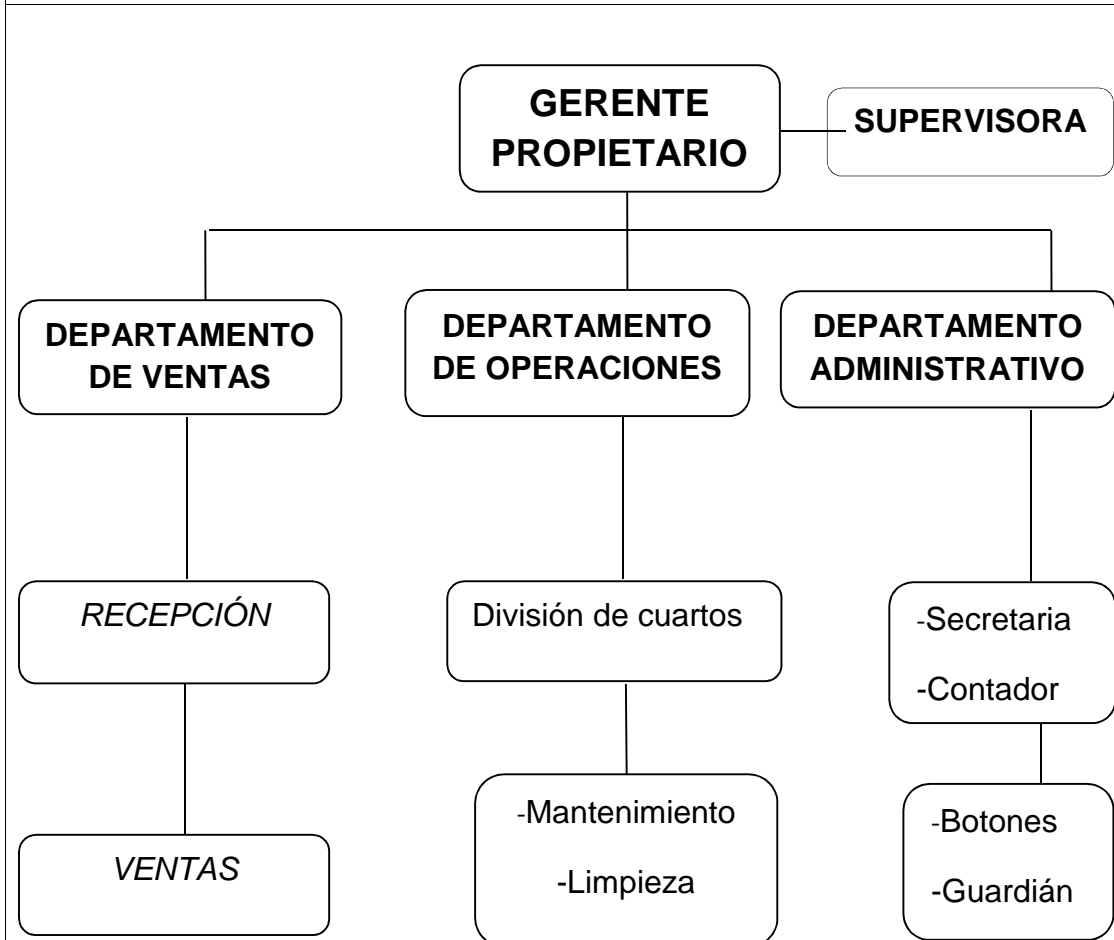 GERENTE
PROPIETARIO
SUPERVISORA
DEPARTAMENTO
DE VENTAS
DEPARTAMENTO
DE OPERACIONES
DEPARTAMENTO
ADMINISTRATIVO
RECEPCIÓN
División de cuartos
-Secretaria
-Contador
VENTAS
-Mantenimiento
-Limpieza
-Botones
-Guardián